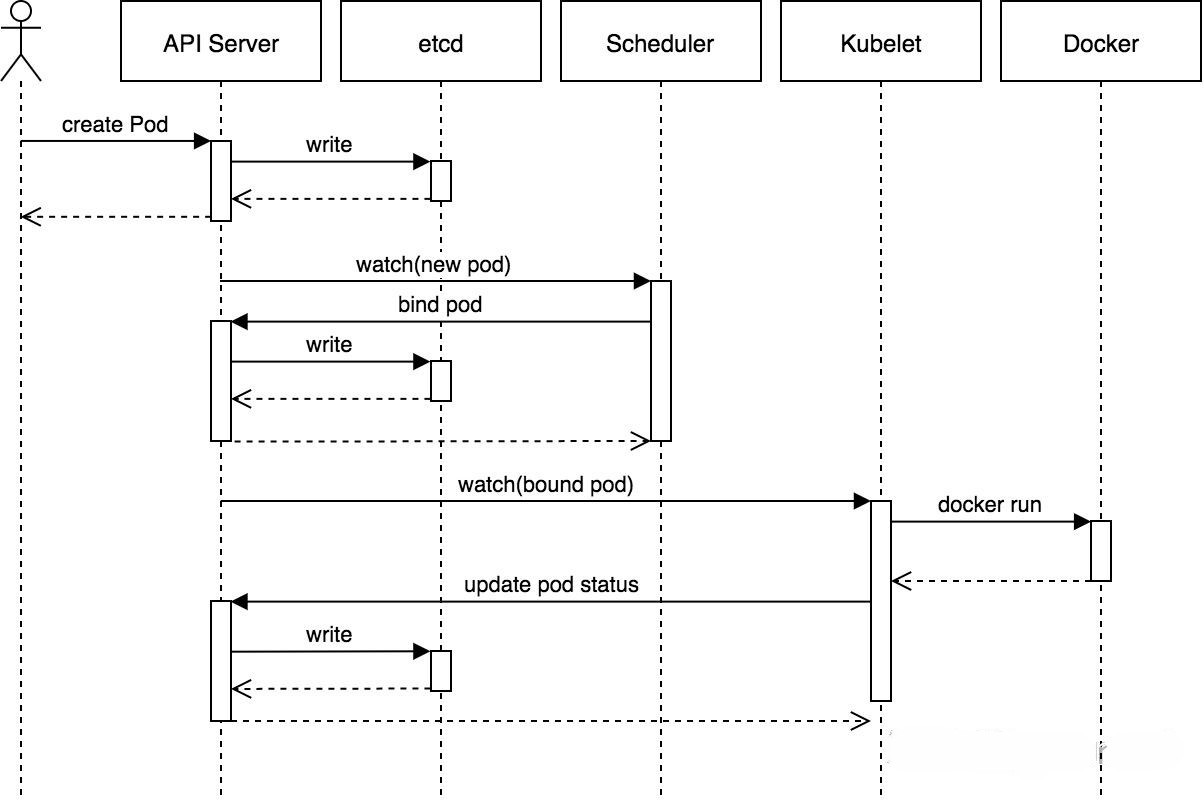 API Server
etcd
Scheduler
Kubelet
Docker
create Pod
write
watch(new pod)
bind pod
write
watch(bound pod)
docker run
update pod status
write